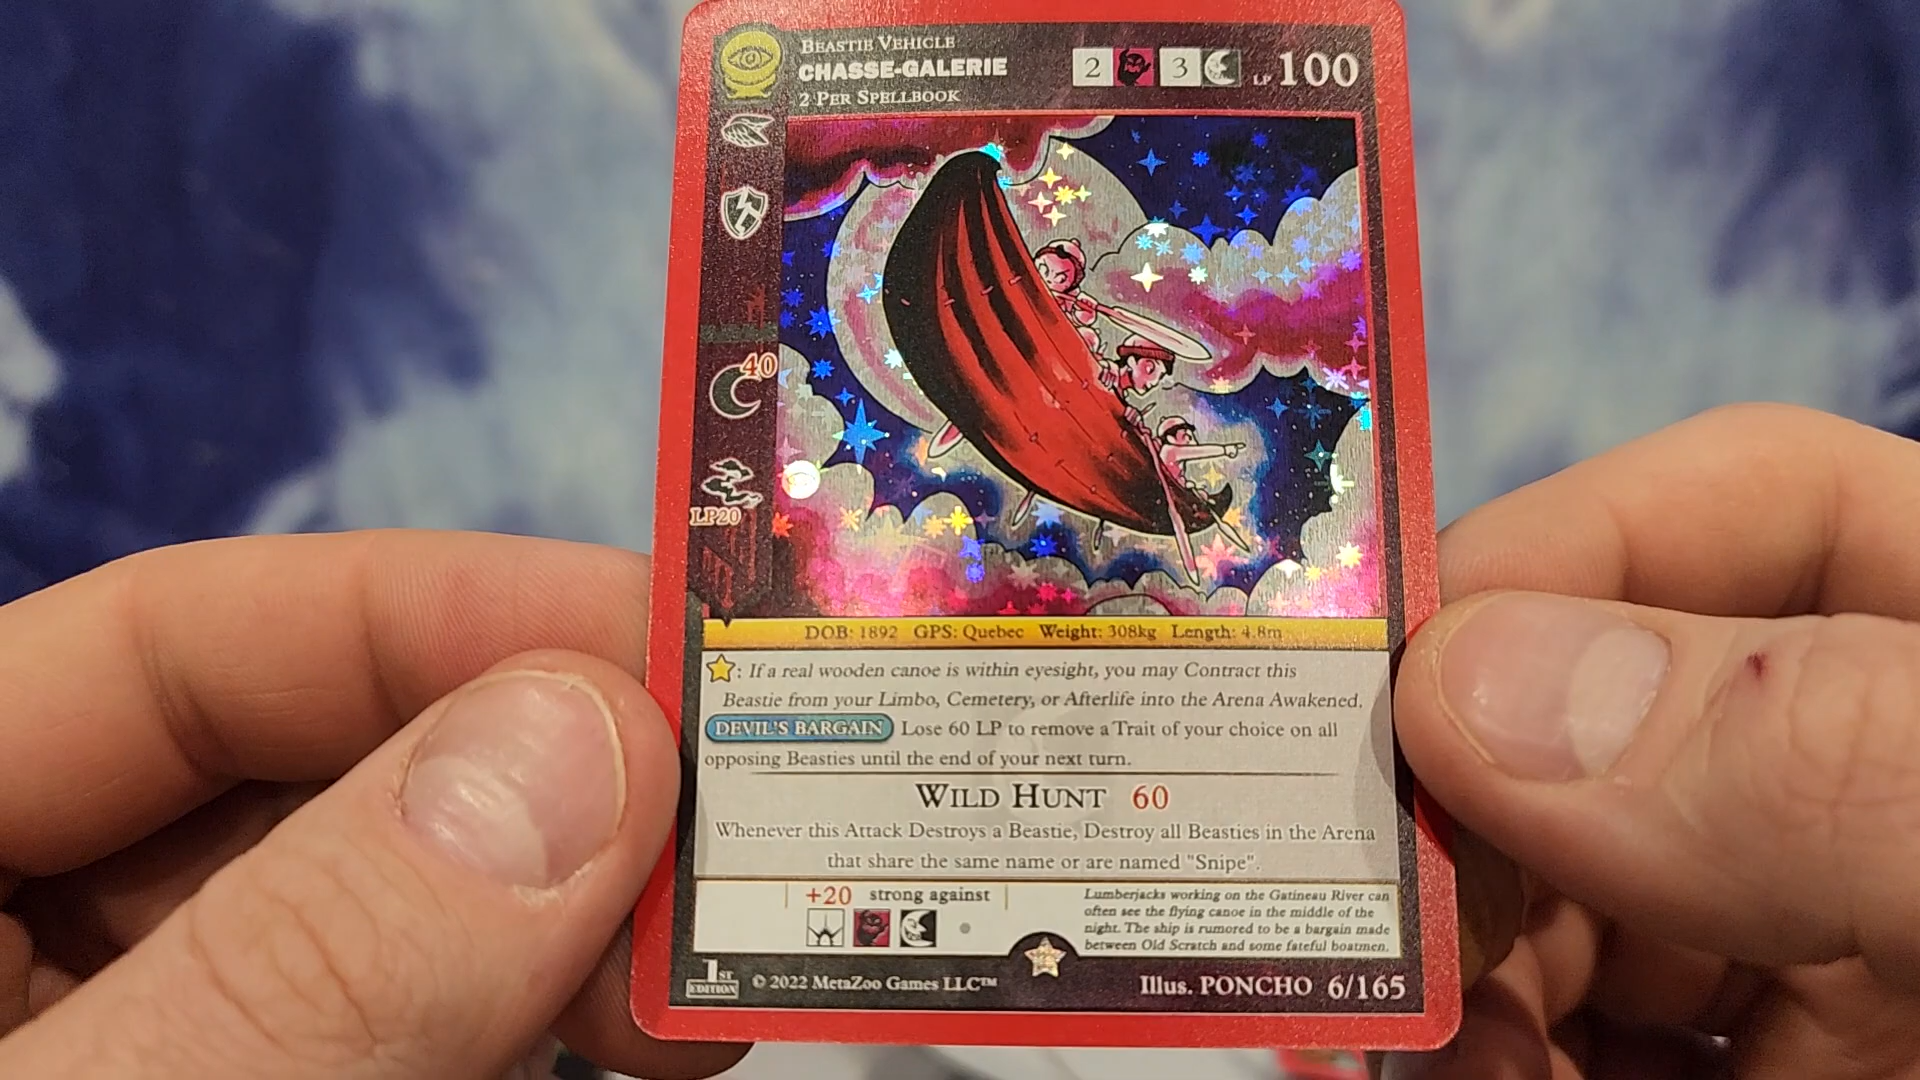 BEASTIE VEHICLE
CHASSE-GALERIE
2 PER SPELLBOOK
2 3 LP 100
40
LP20
DOB: 1892 GPS: Quebec Weight: 308kg Length: 4.8m
: If a real wooden canoe is within eyesight, you may Contract this
Beastie from your Limbo, Cemetery, or Afterlife into the Arena Awakened.
DEVIL'S BARGAIN Lose 60 LP to remove a Trait of your choice on all
opposing Beasties until the end of your next turn.
WILD HUNT 60
Whenever this Attack Destroys a Beastie, Destroy all Beasties in the Arena
that share the same name or are named "Snipe".
+20 strong against
Lumberjacks working on the Gatineau River can
often see the flying canoe in the middle of the
night. The ship is rumored to be a bargain made
between Old Scratch and some fateful boatmen.
1ST EDITION
© 2022 MetaZoo Games LLC™
Illus. PONCHO 6/165